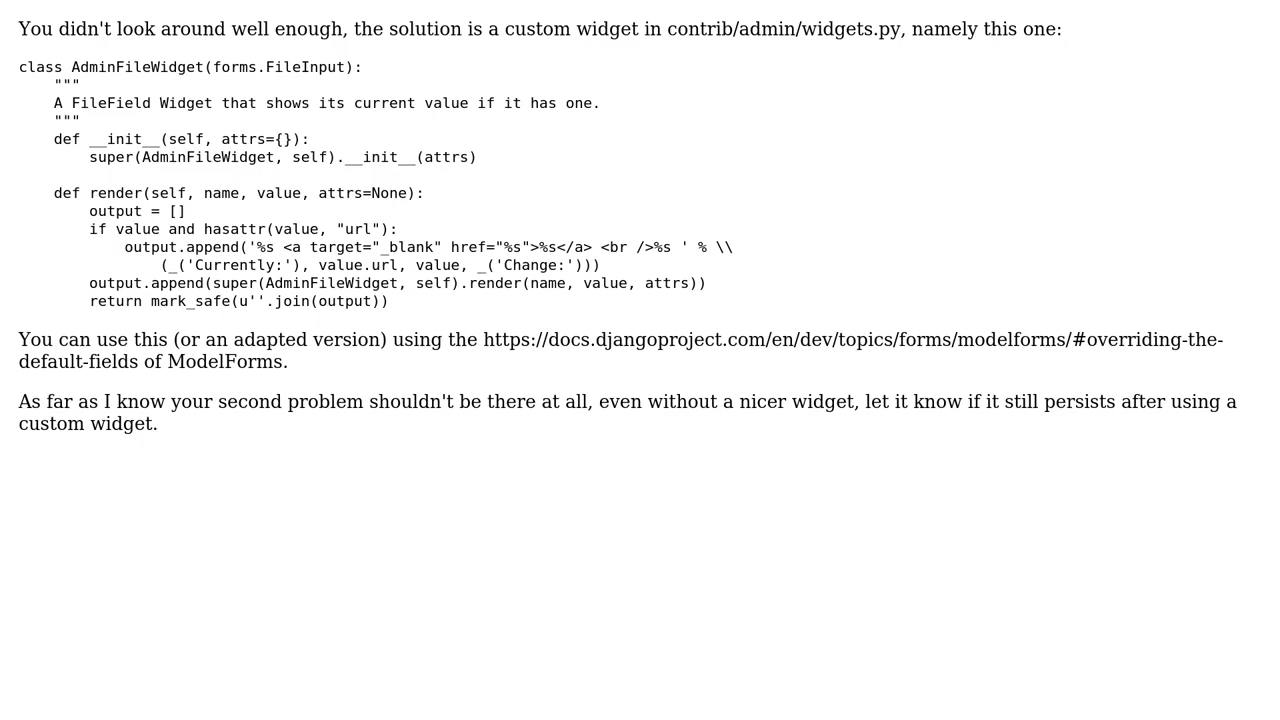 You didn't look around well enough, the solution is a custom widget in contrib/admin/widgets.py, namely this one:
class AdminFileWidget(forms.FileInput):
    """
    A FileField Widget that shows its current value if it has one.
    """
    def __init__(self, attrs={}):
        super(AdminFileWidget, self).__init__(attrs)

    def render(self, name, value, attrs=None):
        output = []
        if value and hasattr(value, "url"):
            output.append('%s <a target="_blank" href="%s">%s</a> <br />%s ' % \\
                (_('Currently:'), value.url, value, _('Change:')))
        output.append(super(AdminFileWidget, self).render(name, value, attrs))
        return mark_safe(u''.join(output))
You can use this (or an adapted version) using the https://docs.djangoproject.com/en/dev/topics/forms/modelforms/#overriding-the-
default-fields of ModelForms.
As far as I know your second problem shouldn't be there at all, even without a nicer widget, let it know if it still persists after using a
custom widget.